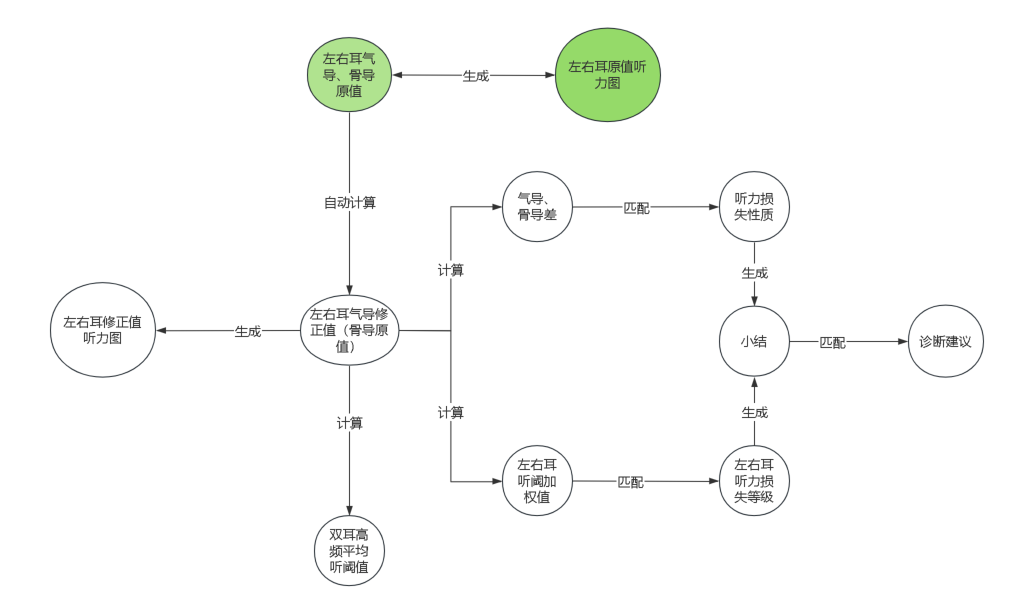 左右耳气
导、骨导
原值
生成
左右耳原值听
力图
自动计算
气导、
骨导差
匹配
听力损
失性质
计算
生成
左右耳修正值
听力图
生成
左右耳气导修
正值（骨导原
值）
小结
匹配
诊断建议
计算
计算
生成
左右耳
听阈加
权值
匹配
左右耳
听力损
失等级
双耳高
频平均
听阈值